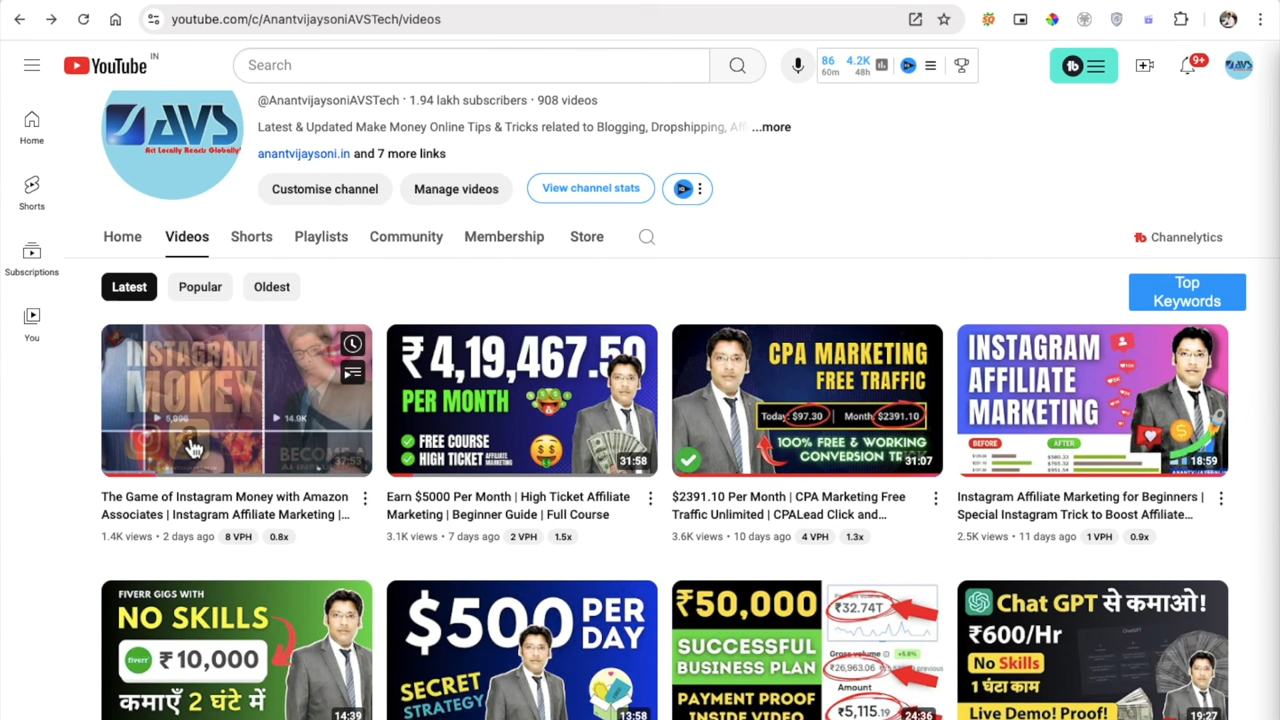 youtube.com/c/AnantvijaysoniAVSTech/videos
YouTube IN
Search
86 4.2K
60m 48h
9+
AVS
Act Locally Reacts Globally'
@AnantvijaysoniAVSTech · 1.94 lakh subscribers · 908 videos
Latest & Updated Make Money Online Tips & Tricks related to Blogging, Dropshipping, Aff ...more
anantvijaysoni.in and 7 more links
Customise channel
Manage videos
View channel stats
Home
Shorts
Subscriptions
You
Home
Videos
Shorts
Playlists
Community
Membership
Store
Channelytics
Latest
Popular
Oldest
Top
Keywords
INSTAGRAM
MONEY
5,996
14.9K
BECOME
₹4,19,467.50
PER MONTH
FREE COURSE
HIGH TICKET AFFILIATE MARKETING
31:58
CPA MARKETING
FREE TRAFFIC
Today: $97.30 | Month: $2391.10
100% FREE & WORKING
CONVERSION TRICK
31:07
INSTAGRAM
AFFILIATE
MARKETING
BEFORE
AFTER
18:59
The Game of Instagram Money with Amazon
Associates | Instagram Affiliate Marketing |...
1.4K views • 2 days ago 8 VPH 0.8x
Earn $5000 Per Month | High Ticket Affiliate
Marketing | Beginner Guide | Full Course
3.1K views • 7 days ago 2 VPH 1.5x
$2391.10 Per Month | CPA Marketing Free
Traffic Unlimited | CPALead Click and...
3.6K views • 10 days ago 4 VPH 1.3x
Instagram Affiliate Marketing for Beginners |
Special Instagram Trick to Boost Affiliate...
2.5K views • 11 days ago 1 VPH 0.9x
FIVERR GIGS WITH
NO SKILLS
fiverr ₹10,000
कमाएँ 2 घंटे में
14:39
$500 PER
DAY
SECRET
STRATEGY
13:58
₹50,000
SUCCESSFUL
BUSINESS PLAN
PAYMENT PROOF
INSIDE VIDEO
₹32.74T
Gross volume
₹26,963.06
Amount
₹5,115.19
24:36
Chat GPT से कमाओ!
₹600/Hr
No Skills
1 घंटा काम
Live Demo! Proof!
19:27